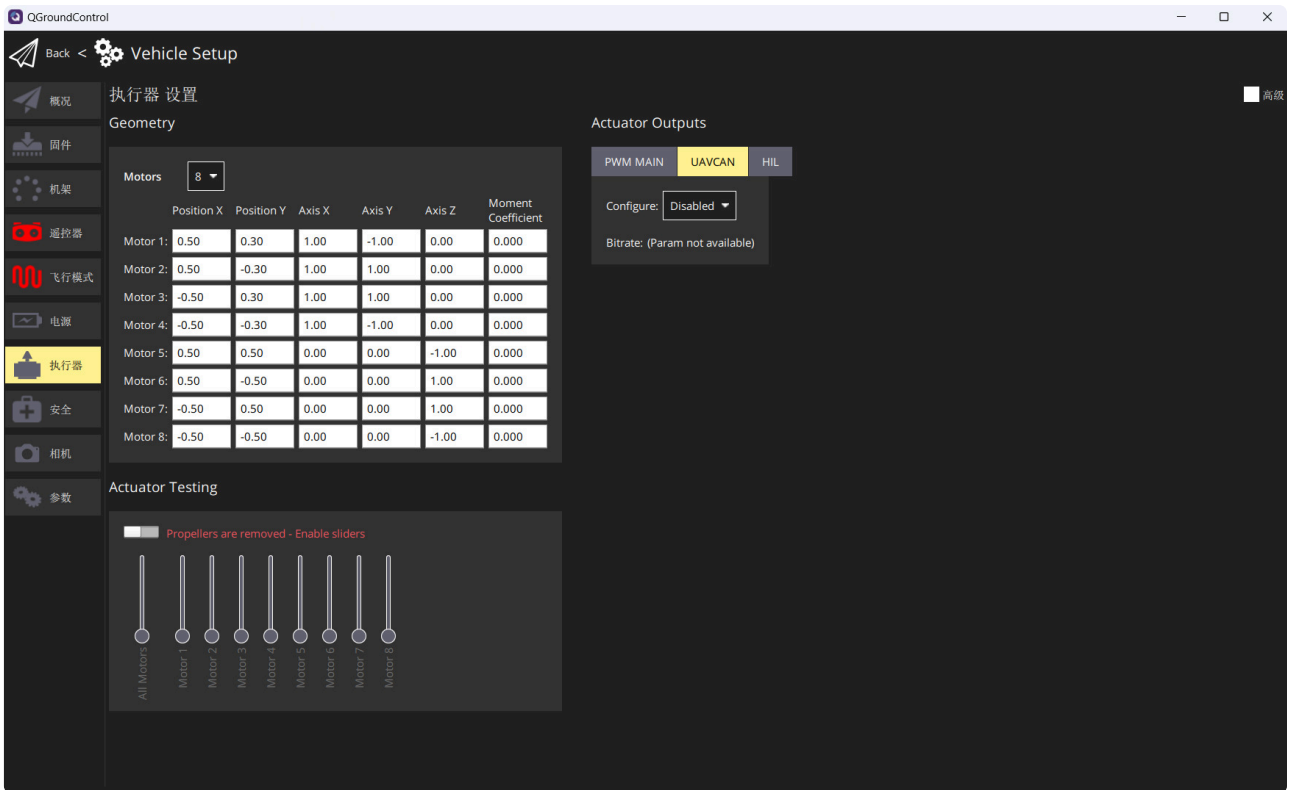 QGroundControl
Back < Vehicle Setup
概况
固件
机架
遥控器
飞行模式
电源
执行器
安全
相机
参数
执行器 设置
高级
Geometry
Motors 8
Position X Position Y Axis X Axis Y Axis Z Moment Coefficient
Motor 1: 0.50 0.30 1.00 -1.00 0.00 0.000
Motor 2: 0.50 -0.30 1.00 1.00 0.00 0.000
Motor 3: -0.50 0.30 1.00 1.00 0.00 0.000
Motor 4: -0.50 -0.30 1.00 -1.00 0.00 0.000
Motor 5: 0.50 0.50 0.00 0.00 -1.00 0.000
Motor 6: 0.50 -0.50 0.00 0.00 1.00 0.000
Motor 7: -0.50 0.50 0.00 0.00 1.00 0.000
Motor 8: -0.50 -0.50 0.00 0.00 -1.00 0.000
Actuator Testing
Propellers are removed - Enable sliders
All Motors
Motor 1
Motor 2
Motor 3
Motor 4
Motor 5
Motor 6
Motor 7
Motor 8
Actuator Outputs
PWM MAIN UAVCAN HIL
Configure: Disabled
Bitrate: (Param not available)